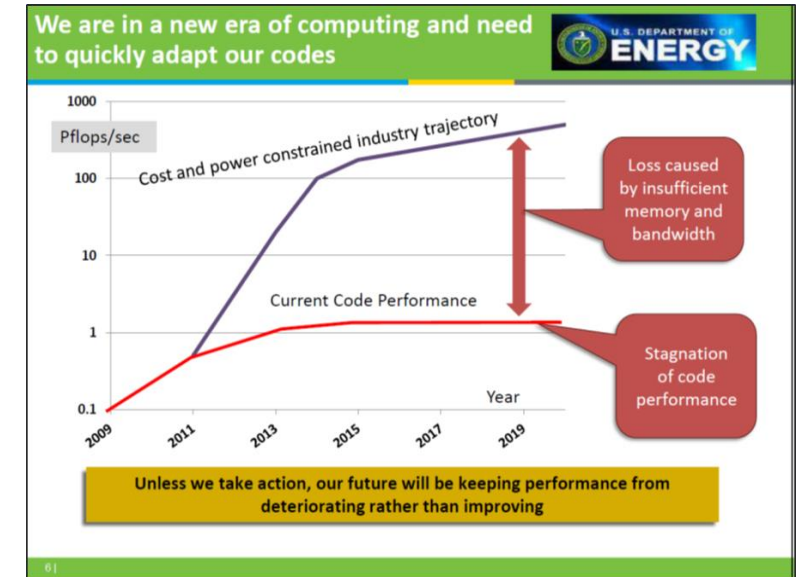 We are in a new era of computing and need
to quickly adapt our codes
U.S. DEPARTMENT OF
ENERGY
1000
Pflops/sec
100
10
1
0.1
Cost and power constrained industry trajectory
Current Code Performance
Loss caused
by insufficient
memory and
bandwidth
Stagnation
of code
performance
Year
2009
2011
2013
2015
2017
2019
Unless we take action, our future will be keeping performance from
deteriorating rather than improving
6 |